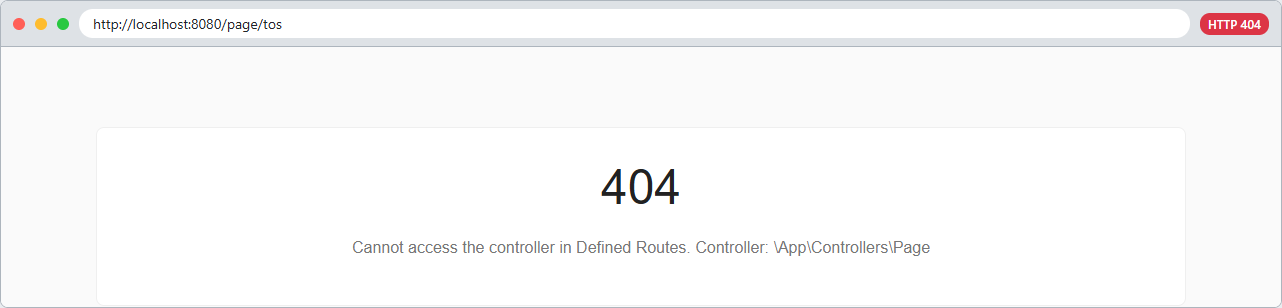 http://localhost:8080/page/tos
HTTP 404
404
Cannot access the controller in Defined Routes. Controller: \App\Controllers\Page